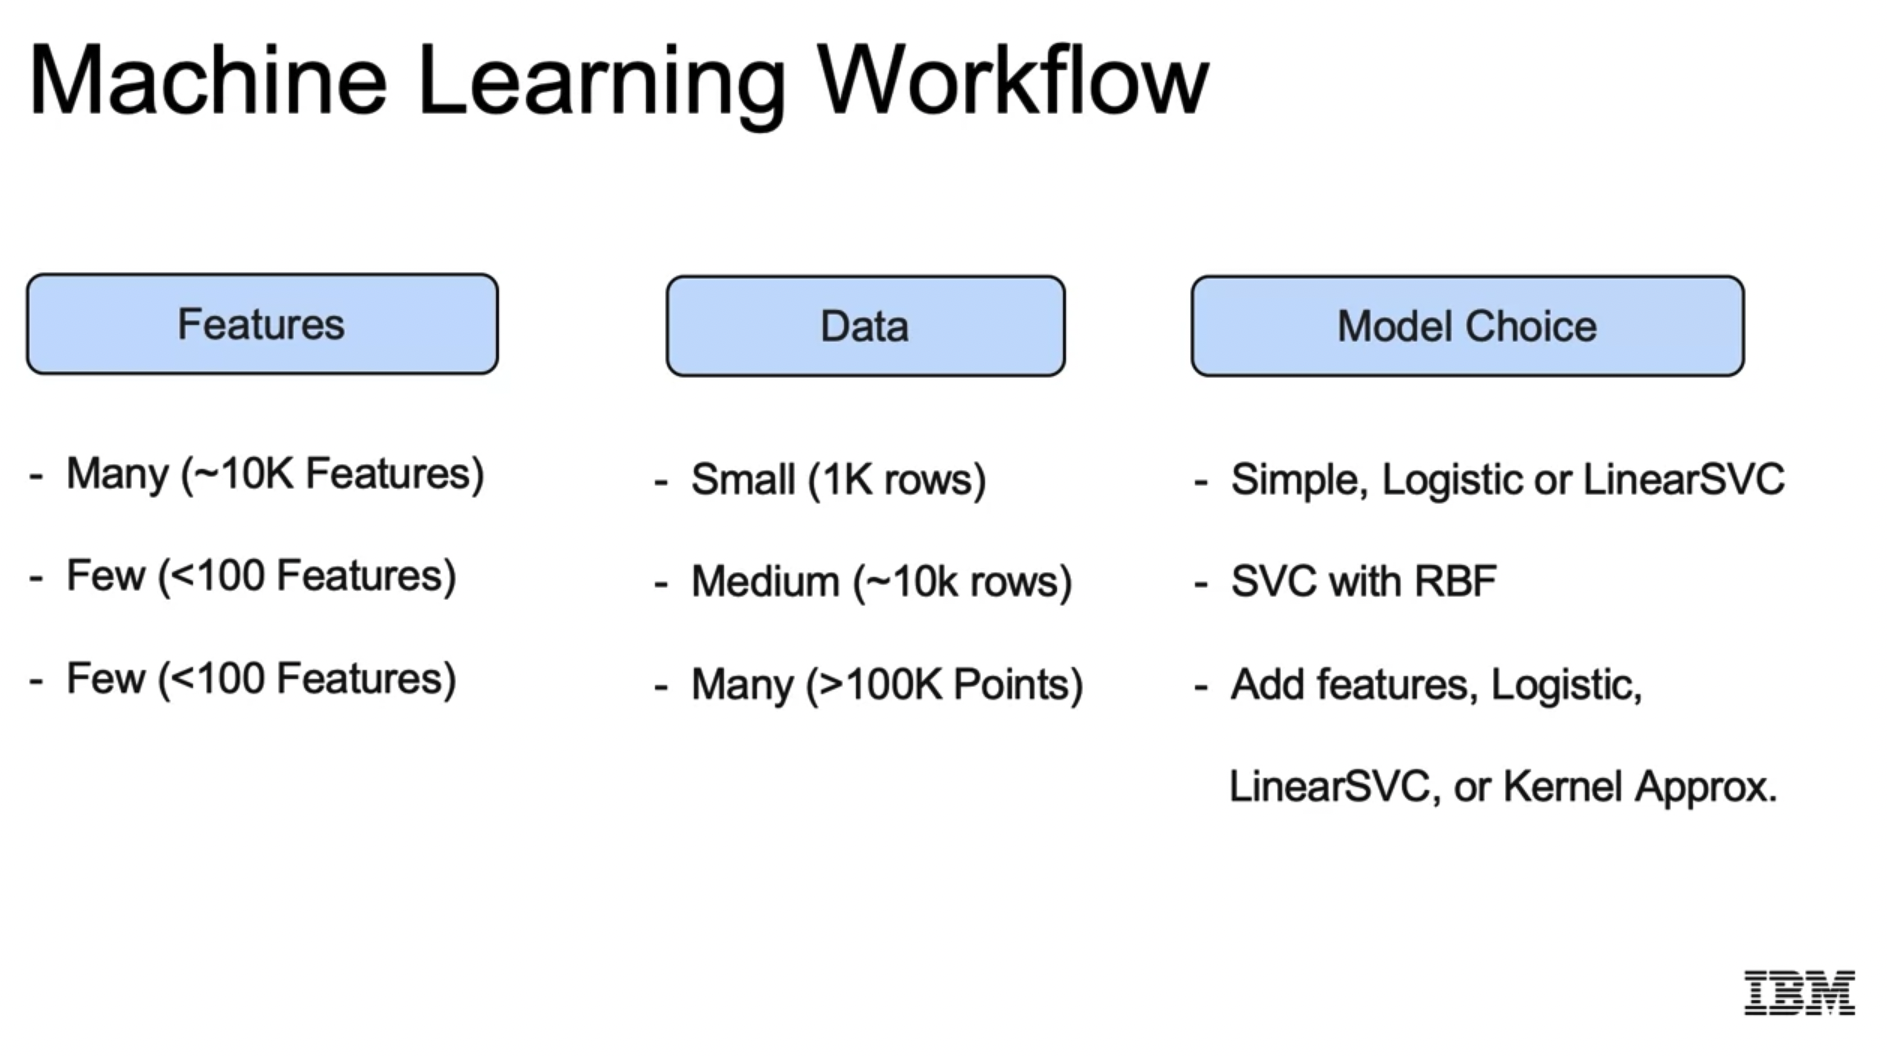 Machine Learning Workflow
Features
Data
Model Choice
- Many (~10K Features)
- Small (1K rows)
- Simple, Logistic or LinearSVC
- Few (<100 Features)
- Medium (~10k rows)
- SVC with RBF
- Few (<100 Features)
- Many (>100K Points)
- Add features, Logistic,
LinearSVC, or Kernel Approx.
IBM